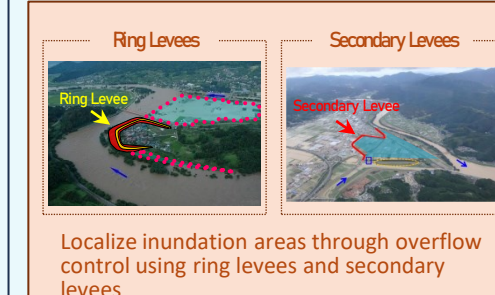 Ring Levees
Secondary Levees
Ring Levee
Secondary Levee
Localize inundation areas through overflow
control using ring levees and secondary
levees